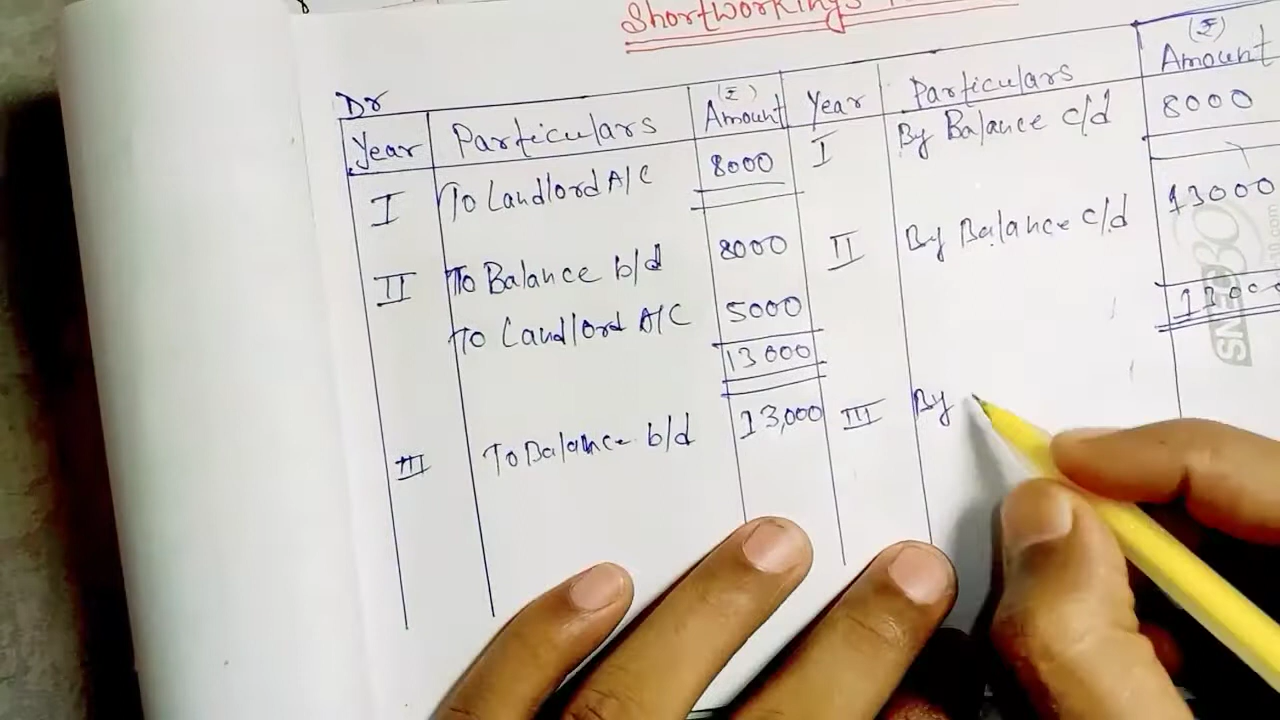 Shortworkings
Dr
Year Particulars (₹) Amount Year Particulars (₹) Amount
I To Landlord A/C 8000 I By Balance c/d 8000
II To Balance b/d 8000 II By Balance c/d 13000
To Landlord A/C 5000
13000 13000
III To Balance b/d 13,000 III By